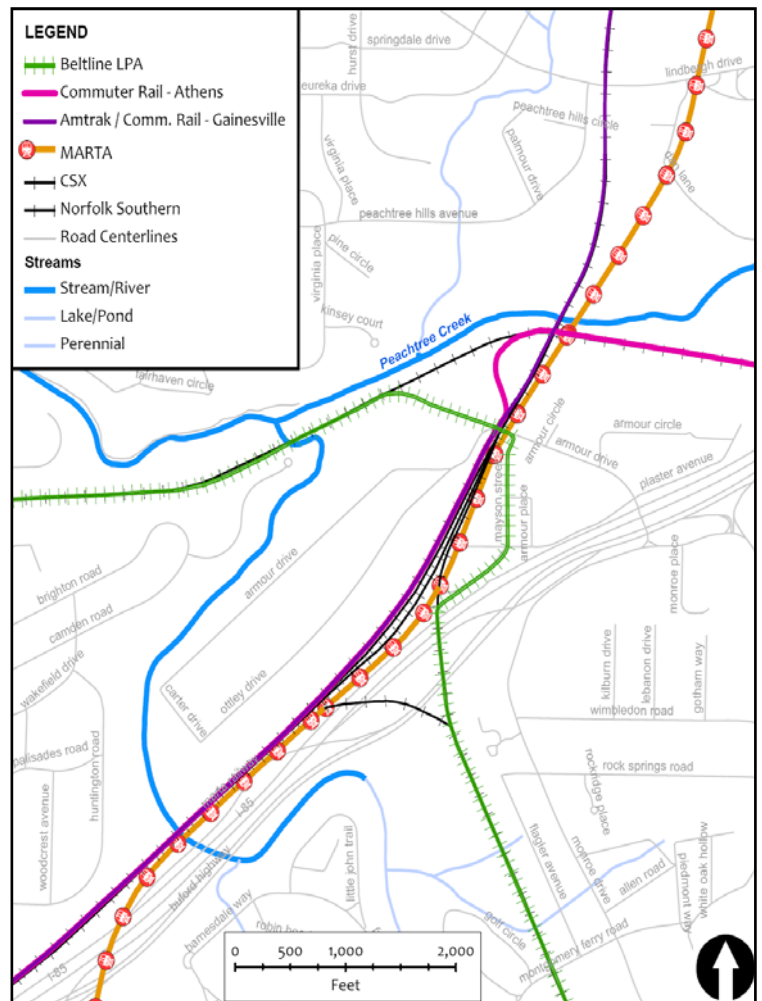 LEGEND
Beltline LPA
Commuter Rail - Athens
Amtrak / Comm. Rail - Gainesville
MARTA
CSX
Norfolk Southern
Road Centerlines
Streams
Stream/River
Lake/Pond
Perennial
hurst drive
springdale drive
lindbergh drive
eureka drive
peachtree hills circle
palmour drive
virginia place
peachtree hills avenue
pine circle
virginia place
kinsey court
Peachtree Creek
fairhaven circle
armour circle
armour circle
armour drive
plaster avenue
mayson street
armour place
armour drive
monroe place
brighton road
camden road
kilburn drive
lebanon drive
gotham way
wakefield drive
carter drive
ottley drive
wimbledon road
palisades road
huntington road
rock springs road
rockridge place
I-85
woodcrest avenue
buford highway
little john trail
flagler avenue
monroe drive
allen road
piedmont way
white oak hollow
barnesdale way
golf circle
montgomery ferry road
I-85
0 500 1,000 2,000
Feet